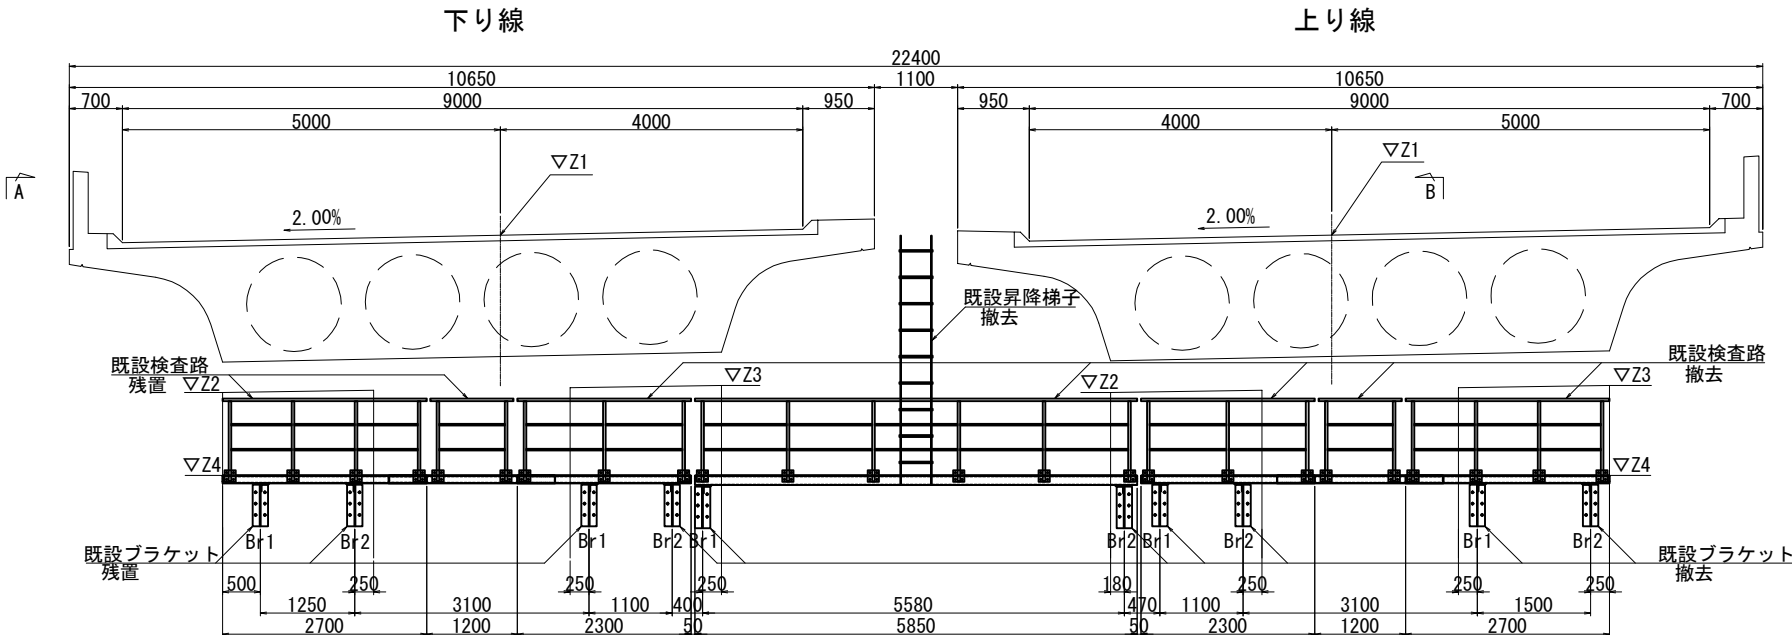 下り線
上り線
22400
10650
1100
10650
700
9000
950
950
9000
700
5000
4000
4000
5000
▽Z1
▽Z1
A
B
2.00%
2.00%
既設昇降梯子
撤去
既設検査路
残置
既設検査路
撤去
▽Z2
▽Z3
▽Z2
▽Z3
▽Z4
▽Z4
Br1
Br2
Br1
Br2
Br1
Br2
Br1
Br2
Br1
Br2
既設ブラケット
残置
既設ブラケット
撤去
500
250
250
250
180
250
250
250
1250
3100
1100
400
5580
470
1100
3100
1500
2700
1200
2300
50
5850
50
2300
1200
2700